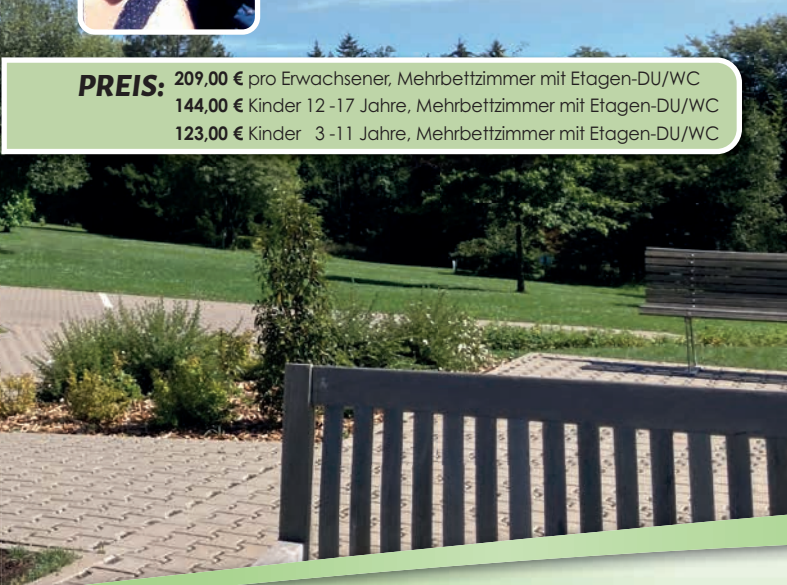 PREIS: 209,00 € pro Erwachsener, Mehrbettzimmer mit Etagen-DU/WC
144,00 € Kinder 12 -17 Jahre, Mehrbettzimmer mit Etagen-DU/WC
123,00 € Kinder 3 -11 Jahre, Mehrbettzimmer mit Etagen-DU/WC